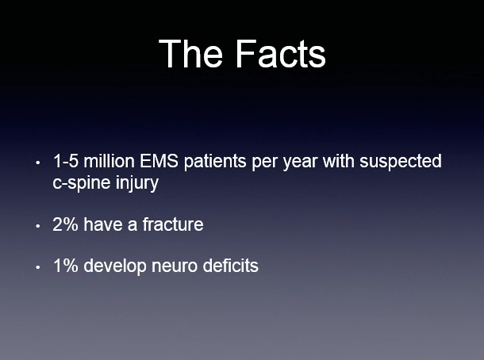 The Facts
• 1-5 million EMS patients per year with suspected
c-spine injury
• 2% have a fracture
• 1% develop neuro deficits